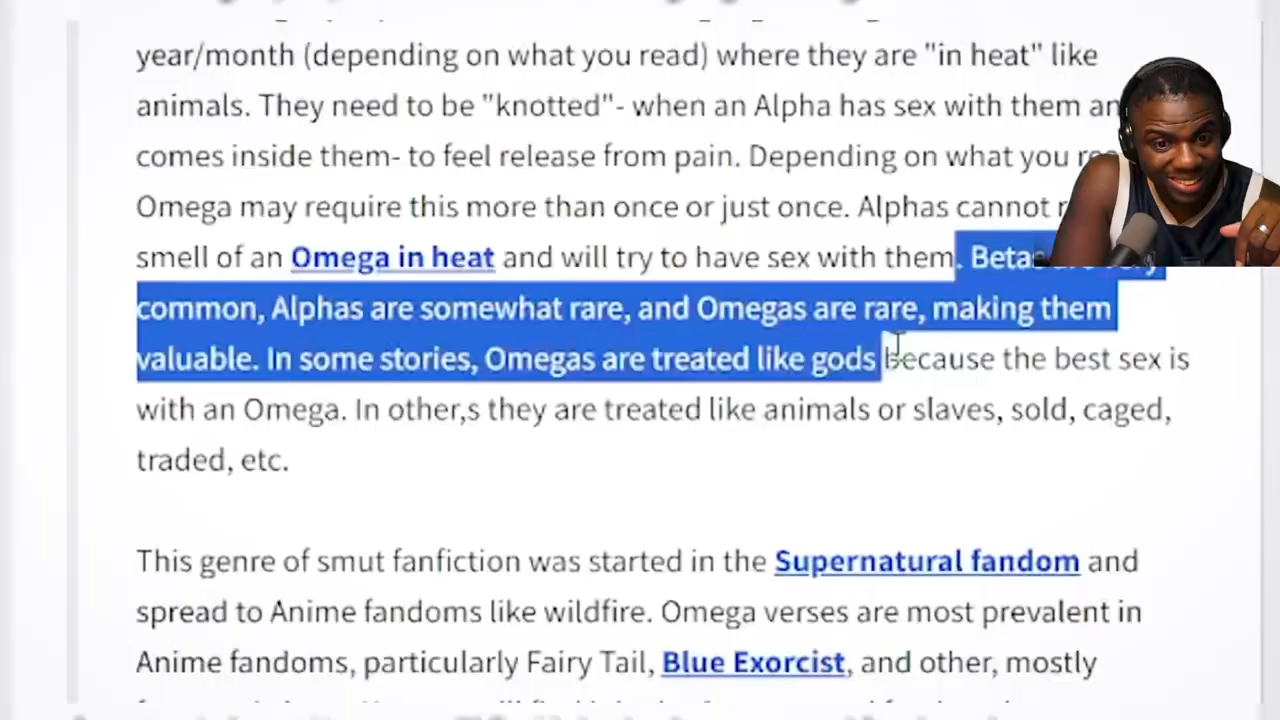 year/month (depending on what you read) where they are "in heat" like
animals. They need to be "knotted"- when an Alpha has sex with them
comes inside them- to feel release from pain. Depending on what you
Omega may require this more than once or just once. Alphas cannot
smell of an Omega in heat and will try to have sex with them. Betas
common, Alphas are somewhat rare, and Omegas are rare, making them
valuable. In some stories, Omegas are treated like gods because the best sex is
with an Omega. In other,s they are treated like animals or slaves, sold, caged,
traded, etc.
This genre of smut fanfiction was started in the Supernatural fandom and
spread to Anime fandoms like wildfire. Omega verses are most prevalent in
Anime fandoms, particularly Fairy Tail, Blue Exorcist, and other, mostly